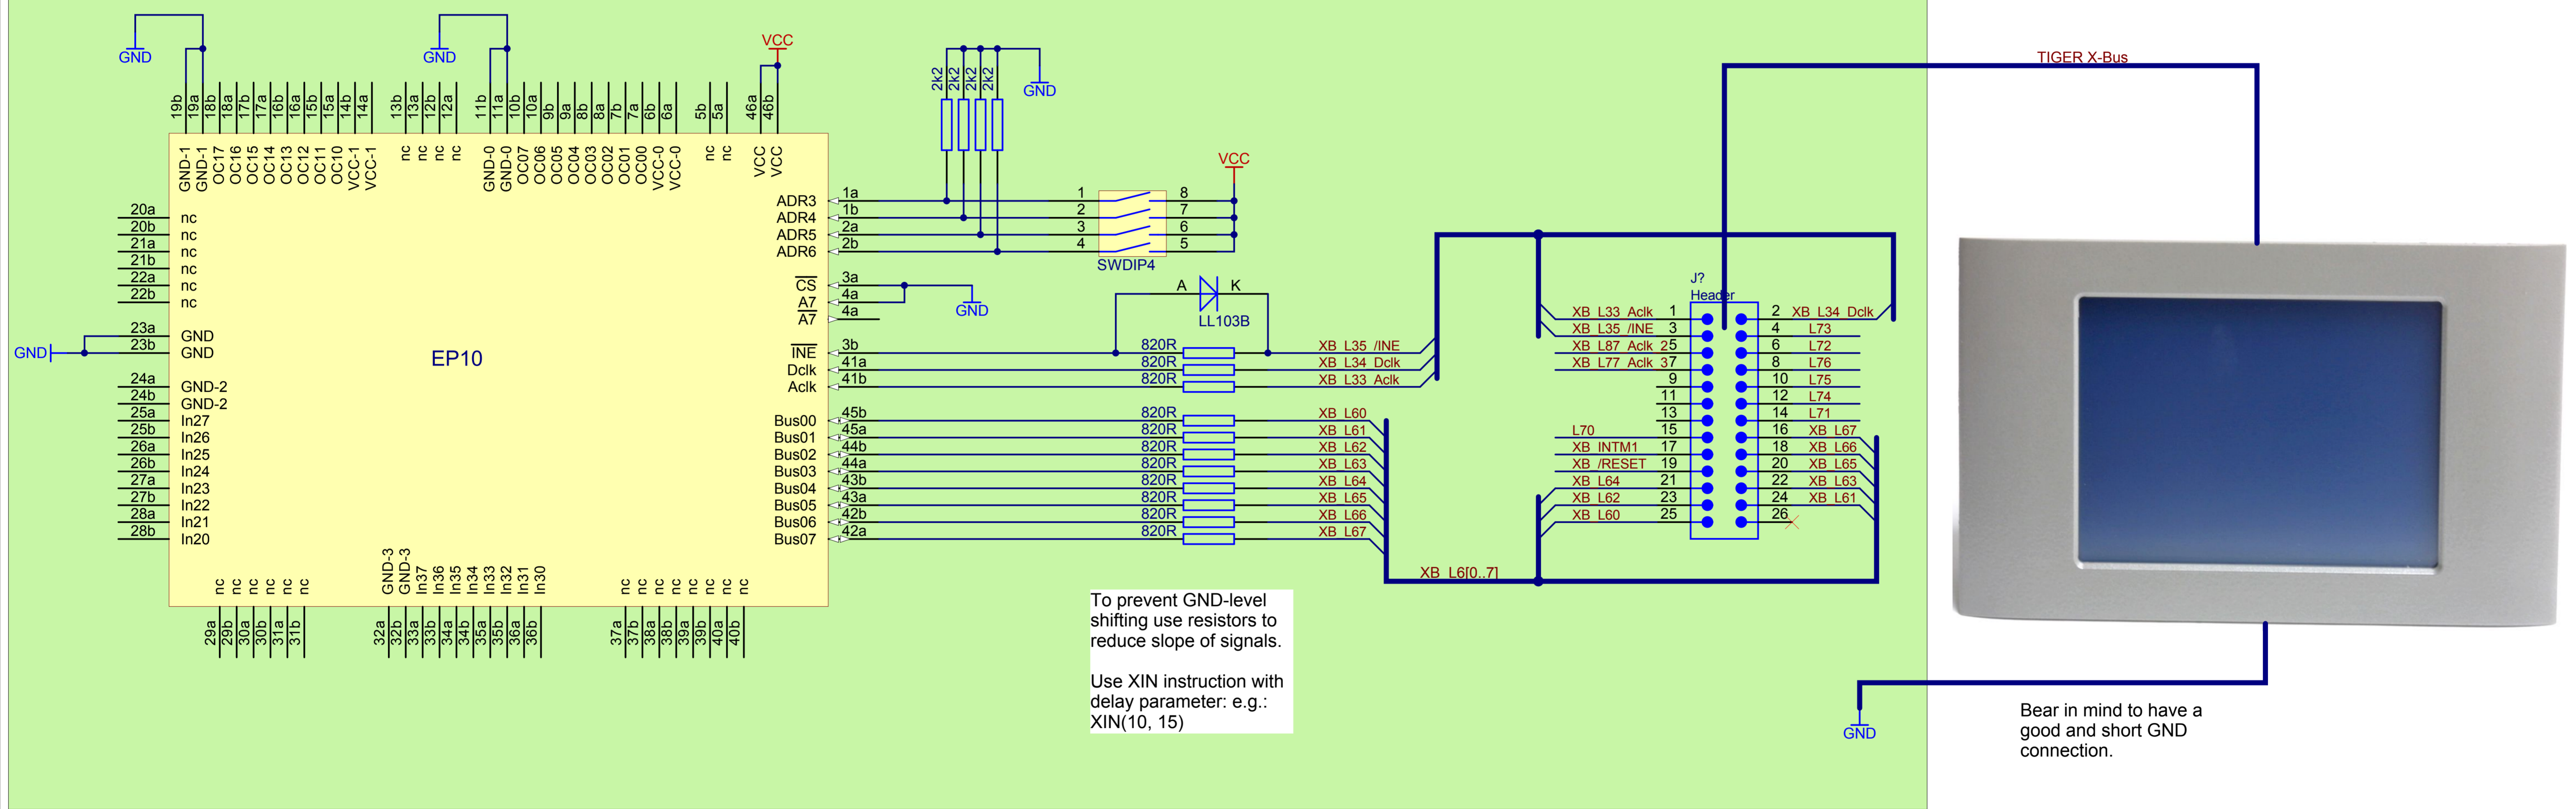 GND
GND
VCC
TIGER X-Bus
19b 19a 18b 18a 17b 17a 16b 16a 15b 15a 14b 14a 13b 13a 12b 12a 11b 11a 10b 10a 9b 9a 8b 8a 7b 7a 6b 6a 5b 5a 46a 46b
GND-1 GND-1 OC17 OC16 OC15 OC14 OC13 OC12 OC11 OC10 VCC-1 VCC-1 nc nc nc nc GND-0 GND-0 OC07 OC06 OC05 OC04 OC03 OC02 OC01 OC00 VCC-0 VCC-0 nc nc VCC VCC
2k2 2k2 2k2 2k2
GND
VCC
20a nc
20b nc
21a nc
21b nc
22a nc
22b nc
GND
23a GND
23b GND
24a GND-2
24b GND-2
25a In27
25b In26
26a In25
26b In24
27a In23
27b In22
28a In21
28b In20
EP10
ADR3 1a 1 8
ADR4 1b 2 7
ADR5 2a 3 6
ADR6 2b 4 5
SWDIP4
CS 3a
A7 4a
A7 4a
GND
A K
LL103B
INE 3b 820R XB_L35_/INE
Dclk 41a 820R XB_L34_Dclk
Aclk 41b 820R XB_L33_Aclk
Bus00 45b 820R XB_L60
Bus01 45a 820R XB_L61
Bus02 44b 820R XB_L62
Bus03 44a 820R XB_L63
Bus04 43b 820R XB_L64
Bus05 43a 820R XB_L65
Bus06 42b 820R XB_L66
Bus07 42a 820R XB_L67
XB_L6[0..7]
nc nc nc nc nc nc GND-3 GND-3 In37 In36 In35 In34 In33 In32 In31 In30 nc nc nc nc nc nc nc nc
29a 29b 30a 30b 31a 31b 32a 32b 33a 33b 34a 34b 35a 35b 36a 36b 37a 37b 38a 38b 39a 39b 40a 40b
J?
Header
XB_L33_Aclk 1 2 XB_L34_Dclk
XB_L35_/INE 3 4 L73
XB_L87_Aclk_2 5 6 L72
XB_L77_Aclk_3 7 8 L76
9 10 L75
11 12 L74
13 14 L71
L70 15 16 XB_L67
XB_INTM1 17 18 XB_L66
XB_/RESET 19 20 XB_L65
XB_L64 21 22 XB_L63
XB_L62 23 24 XB_L61
XB_L60 25 26
To prevent GND-level
shifting use resistors to
reduce slope of signals.
Use XIN instruction with
delay parameter: e.g.:
XIN(10, 15)
GND
Bear in mind to have a
good and short GND
connection.